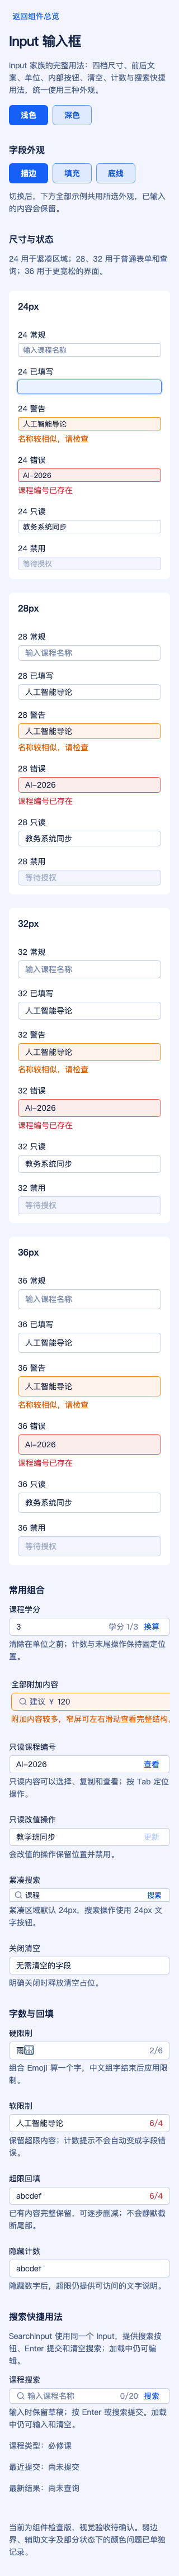 返回组件总览
Input 输入框
Input 家族的完整用法：四档尺寸、前后文
案、单位、内部按钮、清空、计数与搜索快捷
用法，统一使用三种外观。
浅色
深色
字段外观
描边
填充
底线
切换后，下方全部示例共用所选外观，已输入
的内容会保留。
尺寸与状态
24 用于紧凑区域；28、32 用于普通表单和查
询；36 用于更宽松的界面。
24px
24 常规
输入课程名称
24 已填写
24 警告
人工智能导论
名称较相似，请检查
24 错误
AI-2026
课程编号已存在
24 只读
教务系统同步
24 禁用
等待授权
28px
28 常规
输入课程名称
28 已填写
人工智能导论
28 警告
人工智能导论
名称较相似，请检查
28 错误
AI-2026
课程编号已存在
28 只读
教务系统同步
28 禁用
等待授权
32px
32 常规
输入课程名称
32 已填写
人工智能导论
32 警告
人工智能导论
名称较相似，请检查
32 错误
AI-2026
课程编号已存在
32 只读
教务系统同步
32 禁用
等待授权
36px
36 常规
输入课程名称
36 已填写
人工智能导论
36 警告
人工智能导论
名称较相似，请检查
36 错误
AI-2026
课程编号已存在
36 只读
教务系统同步
36 禁用
等待授权
常用组合
课程学分
3 学分 1/3 换算
清除在单位之前；计数与末尾操作保持固定位
置。
全部附加内容
建议 ¥ 120
附加内容较多，窄屏可左右滑动查看完整结构。
只读课程编号
AI-2026 查看
只读内容可以选择、复制和查看；按 Tab 定位
操作。
只读改值操作
教学班同步 更新
会改值的操作保留位置并禁用。
紧凑搜索
课程 搜索
紧凑区域默认 24px，搜索操作使用 24px 文
字按钮。
关闭清空
无需清空的字段
明确关闭时释放清空占位。
字数与回填
硬限制
雨 2/6
组合 Emoji 算一个字，中文组字结束后应用限
制。
软限制
人工智能导论 6/4
保留超限内容；计数提示不会自动变成字段错
误。
超限回填
abcdef 6/4
已有内容完整保留，可逐步删减；不会静默截
断尾部。
隐藏计数
abcdef
隐藏数字后，超限仍提供可访问的文字说明。
搜索快捷用法
SearchInput 使用同一个 Input，提供搜索按
钮、Enter 提交和清空搜索；加载中仍可编
辑。
课程搜索
输入课程名称 0/20 搜索
输入时保留草稿；按 Enter 或搜索提交。加载
中仍可输入和清空。
课程类型：必修课
最近提交：尚未提交
最新结果：尚未查询
当前为组件检查版，视觉验收待确认。弱边
界、辅助文字及部分状态下的颜色问题已单独
记录。